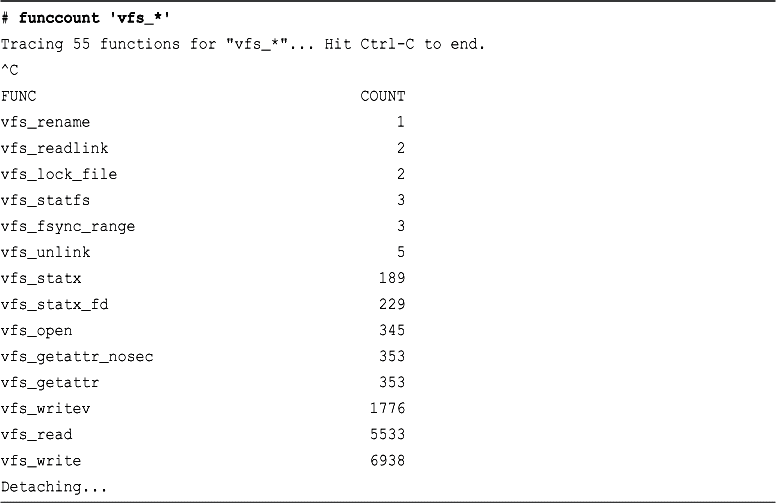 # funccount 'vfs_*'
Tracing 55 functions for "vfs_*"... Hit Ctrl-C to end.
^C
FUNC COUNT
vfs_rename 1
vfs_readlink 2
vfs_lock_file 2
vfs_statfs 3
vfs_fsync_range 3
vfs_unlink 5
vfs_statx 189
vfs_statx_fd 229
vfs_open 345
vfs_getattr_nosec 353
vfs_getattr 353
vfs_writev 1776
vfs_read 5533
vfs_write 6938
Detaching...